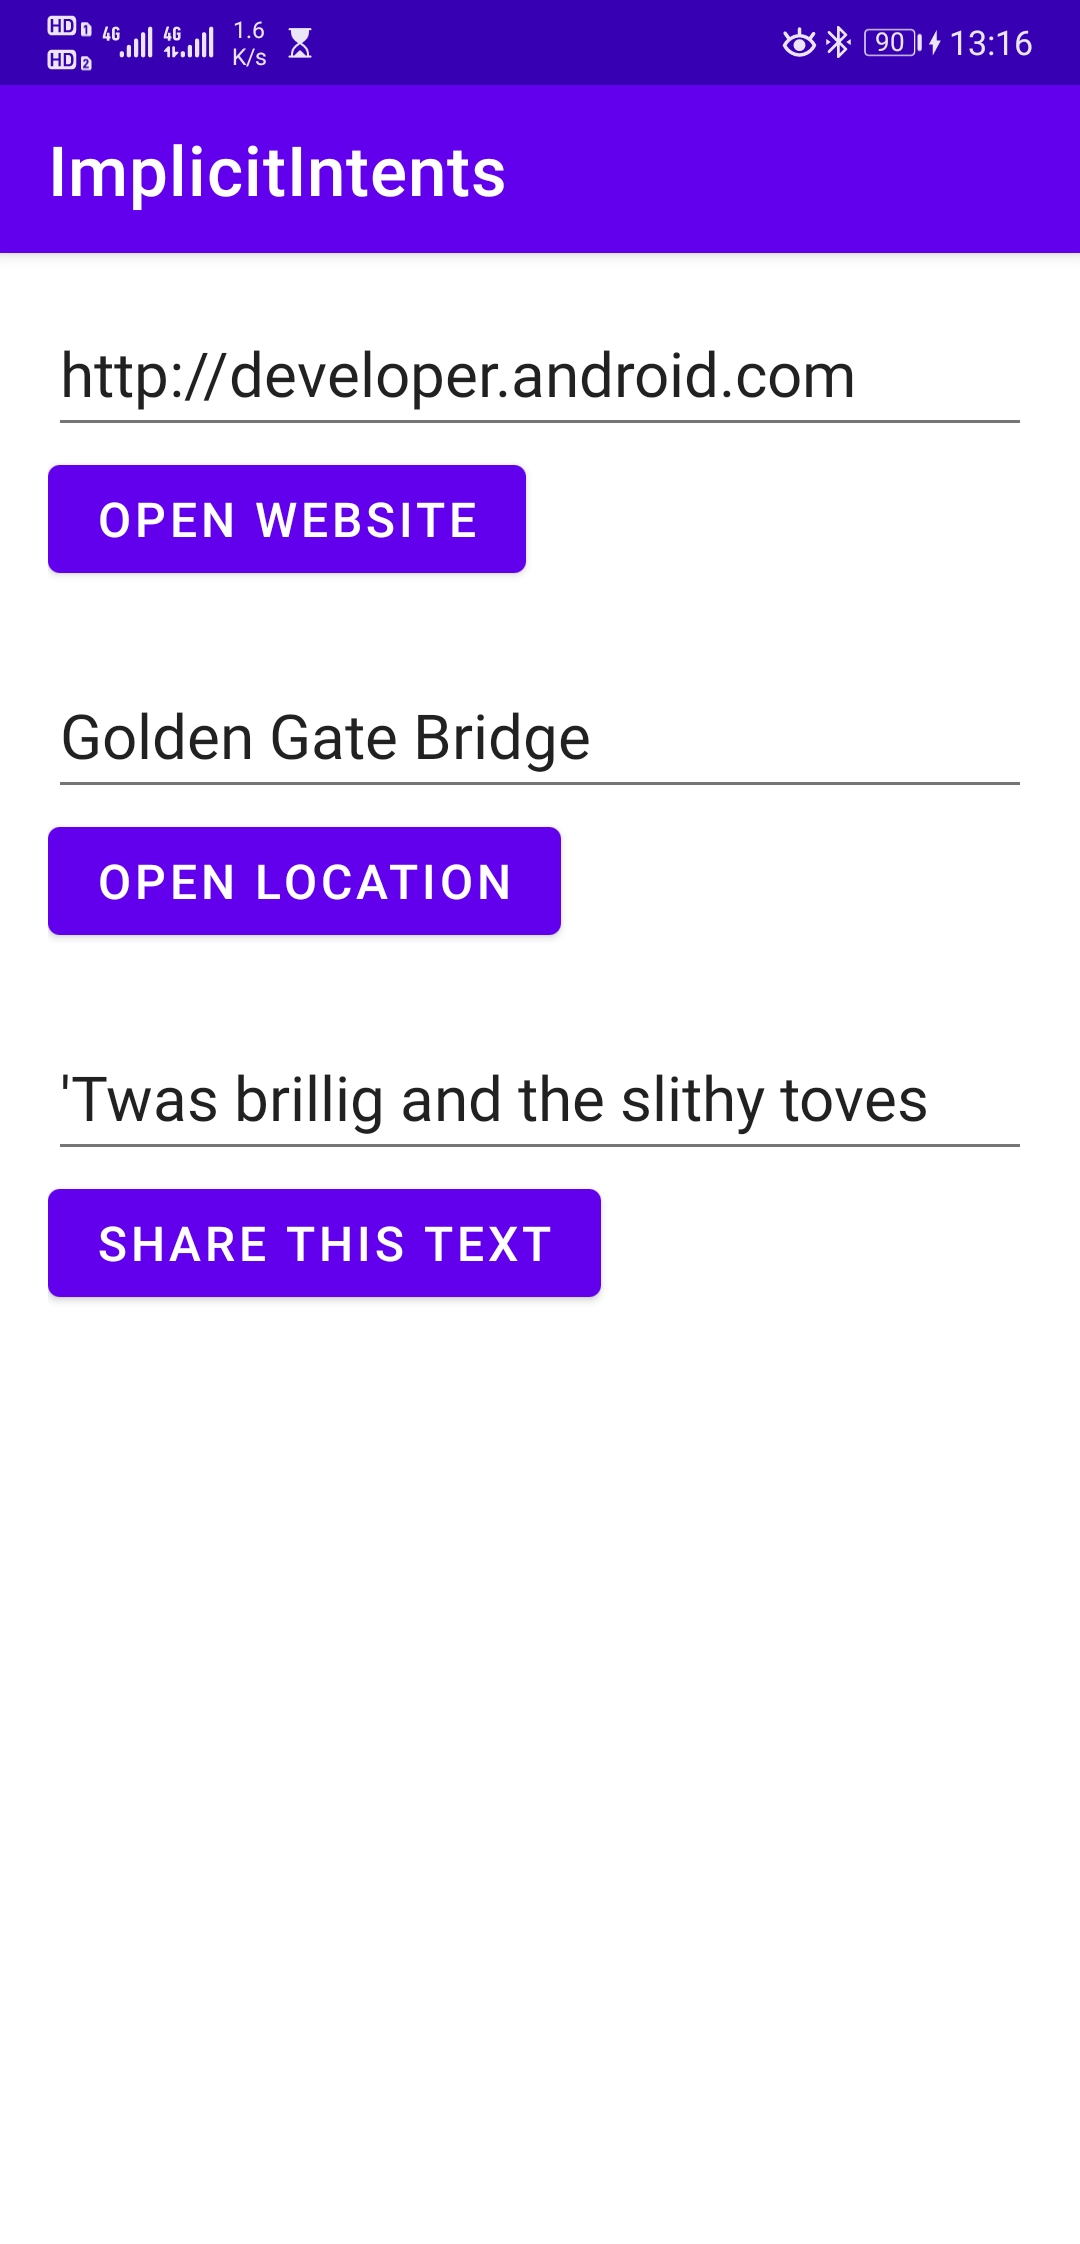 HD 1 4G 4G 1.6 K/s 90 13:16
HD 2
ImplicitIntents
http://developer.android.com
OPEN WEBSITE
Golden Gate Bridge
OPEN LOCATION
'Twas brillig and the slithy toves
SHARE THIS TEXT